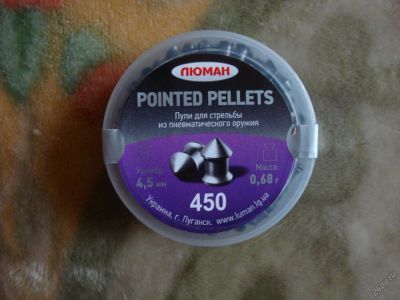 ЛЮМАН
POINTED PELLETS
Пули для стрельбы
из пневматического оружия
Калибр:
4,5 мм
Масса:
0,68 г
450
Украина, г. Луганск. www.luman.lg.ua